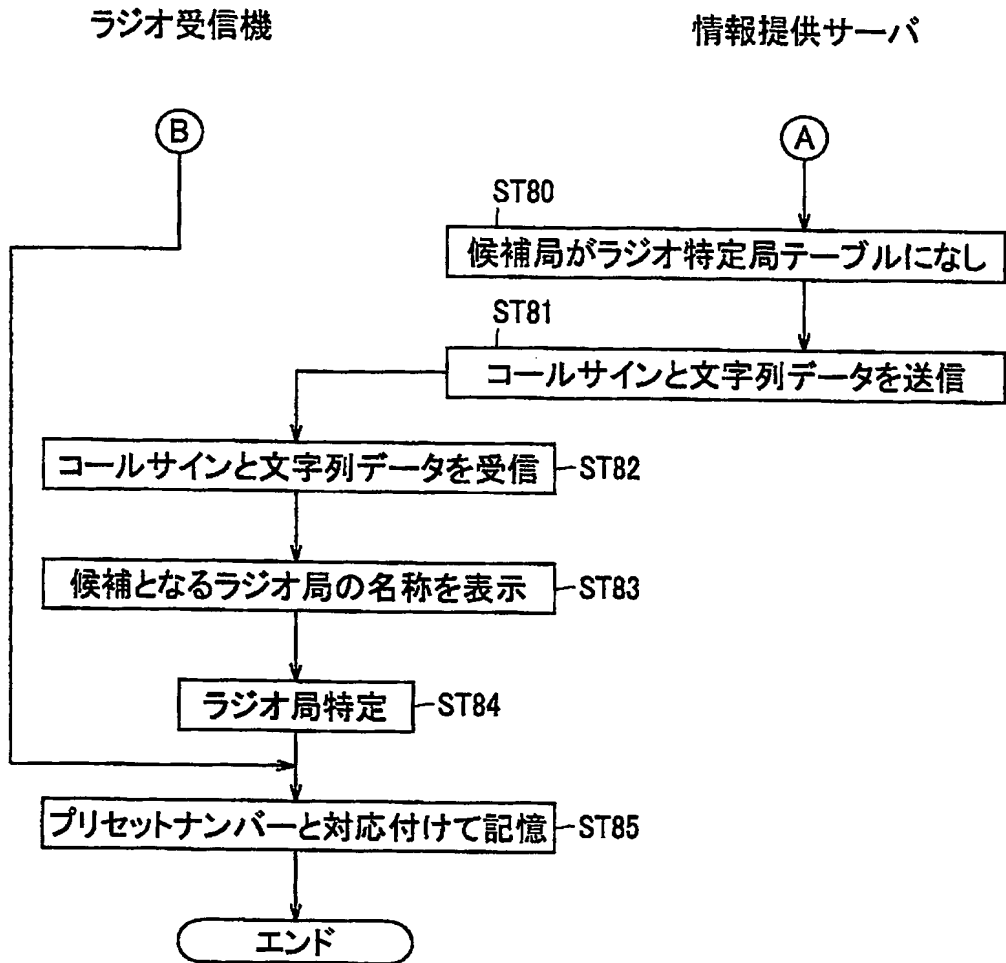 ラジオ受信機
情報提供サーバ
B
A
ST80
候補局がラジオ特定局テーブルになし
ST81
コールサインと文字列データを送信
コールサインと文字列データを受信
ST82
候補となるラジオ局の名称を表示
ST83
ラジオ局特定
ST84
プリセットナンバーと対応付けて記憶
ST85
エンド